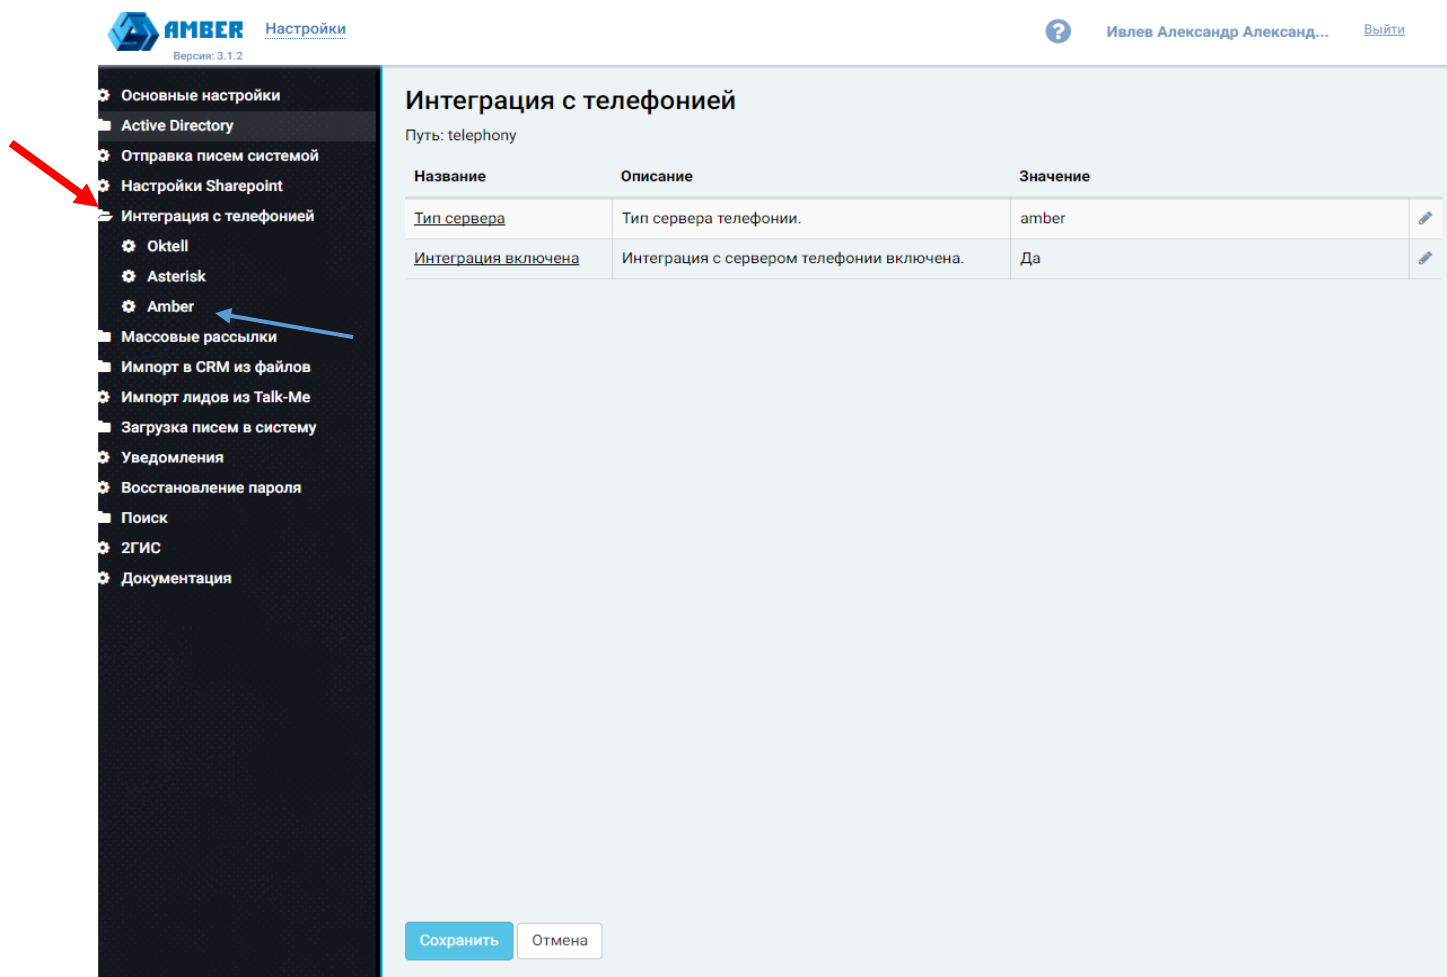 AMBER Настройки Ивлев Александр Александ... Выйти
Версия: 3.1.2
Основные настройки
Active Directory
Отправка писем системой
Настройки Sharepoint
Интеграция с телефонией
Oktell
Asterisk
Amber
Массовые рассылки
Импорт в CRM из файлов
Импорт лидов из Talk-Me
Загрузка писем в систему
Уведомления
Восстановление пароля
Поиск
2ГИС
Документация
Интеграция с телефонией
Путь: telephony
Название Описание Значение
Тип сервера Тип сервера телефонии. amber
Интеграция включена Интеграция с сервером телефонии включена. Да
Сохранить Отмена